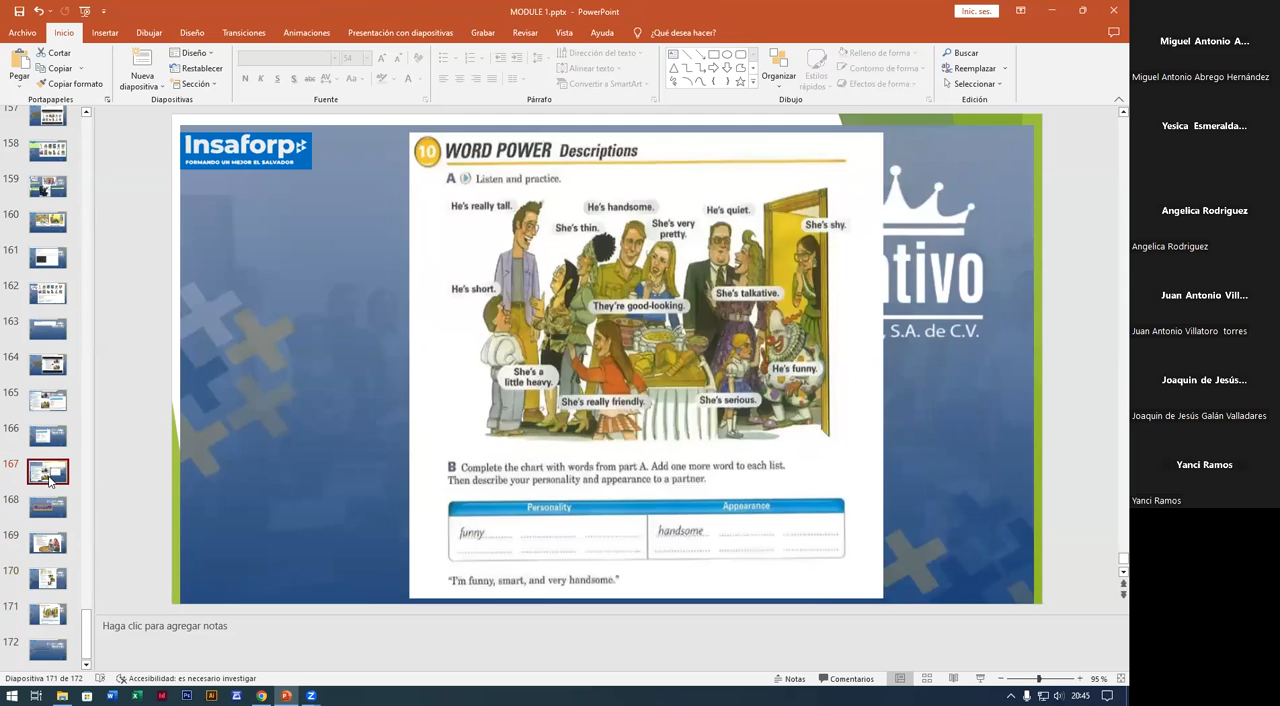 MODULE 1.pptx - PowerPoint
Inic. ses.
Archivo Inicio Insertar Dibujar Diseño Transiciones Animaciones Presentación con diapositivas Grabar Revisar Vista Ayuda ¿Qué desea hacer?
Pegar
Cortar
Copiar
Copiar formato
Portapapeles
Nueva diapositiva
Diseño
Restablecer
Sección
Diapositivas
54
N K S S abc AV Aa A
Fuente
Párrafo
Dirección del texto
Alinear texto
Convertir a SmartArt
Organizar
Estilos rápidos
Relleno de forma
Contorno de forma
Efectos de forma
Dibujo
Buscar
Reemplazar
Seleccionar
Edición
157
158
159
160
161
162
163
164
165
166
167
168
169
170
171
172
Insaforp
FORMANDO UN MEJOR EL SALVADOR
10 WORD POWER Descriptions
A Listen and practice.
He's really tall.
He's handsome.
He's quiet.
She's thin.
She's very pretty.
She's shy.
He's short.
They're good-looking.
She's talkative.
She's a little heavy.
She's really friendly.
She's serious.
He's funny.
B Complete the chart with words from part A. Add one more word to each list.
Then describe your personality and appearance to a partner.
Personality Appearance
funny handsome
"I'm funny, smart, and very handsome."
ntivo
, S.A. de C.V.
Haga clic para agregar notas
Diapositiva 171 de 172 Accesibilidad: es necesario investigar Notas Comentarios 95 %
20:45
Miguel Antonio A...
Miguel Antonio Abrego Hernández
Yesica Esmeralda...
Angelica Rodriguez
Angelica Rodriguez
Juan Antonio Vill...
Juan Antonio Villatoro torres
Joaquin de Jesús...
Joaquin de Jesús Galán Valladares
Yanci Ramos
Yanci Ramos